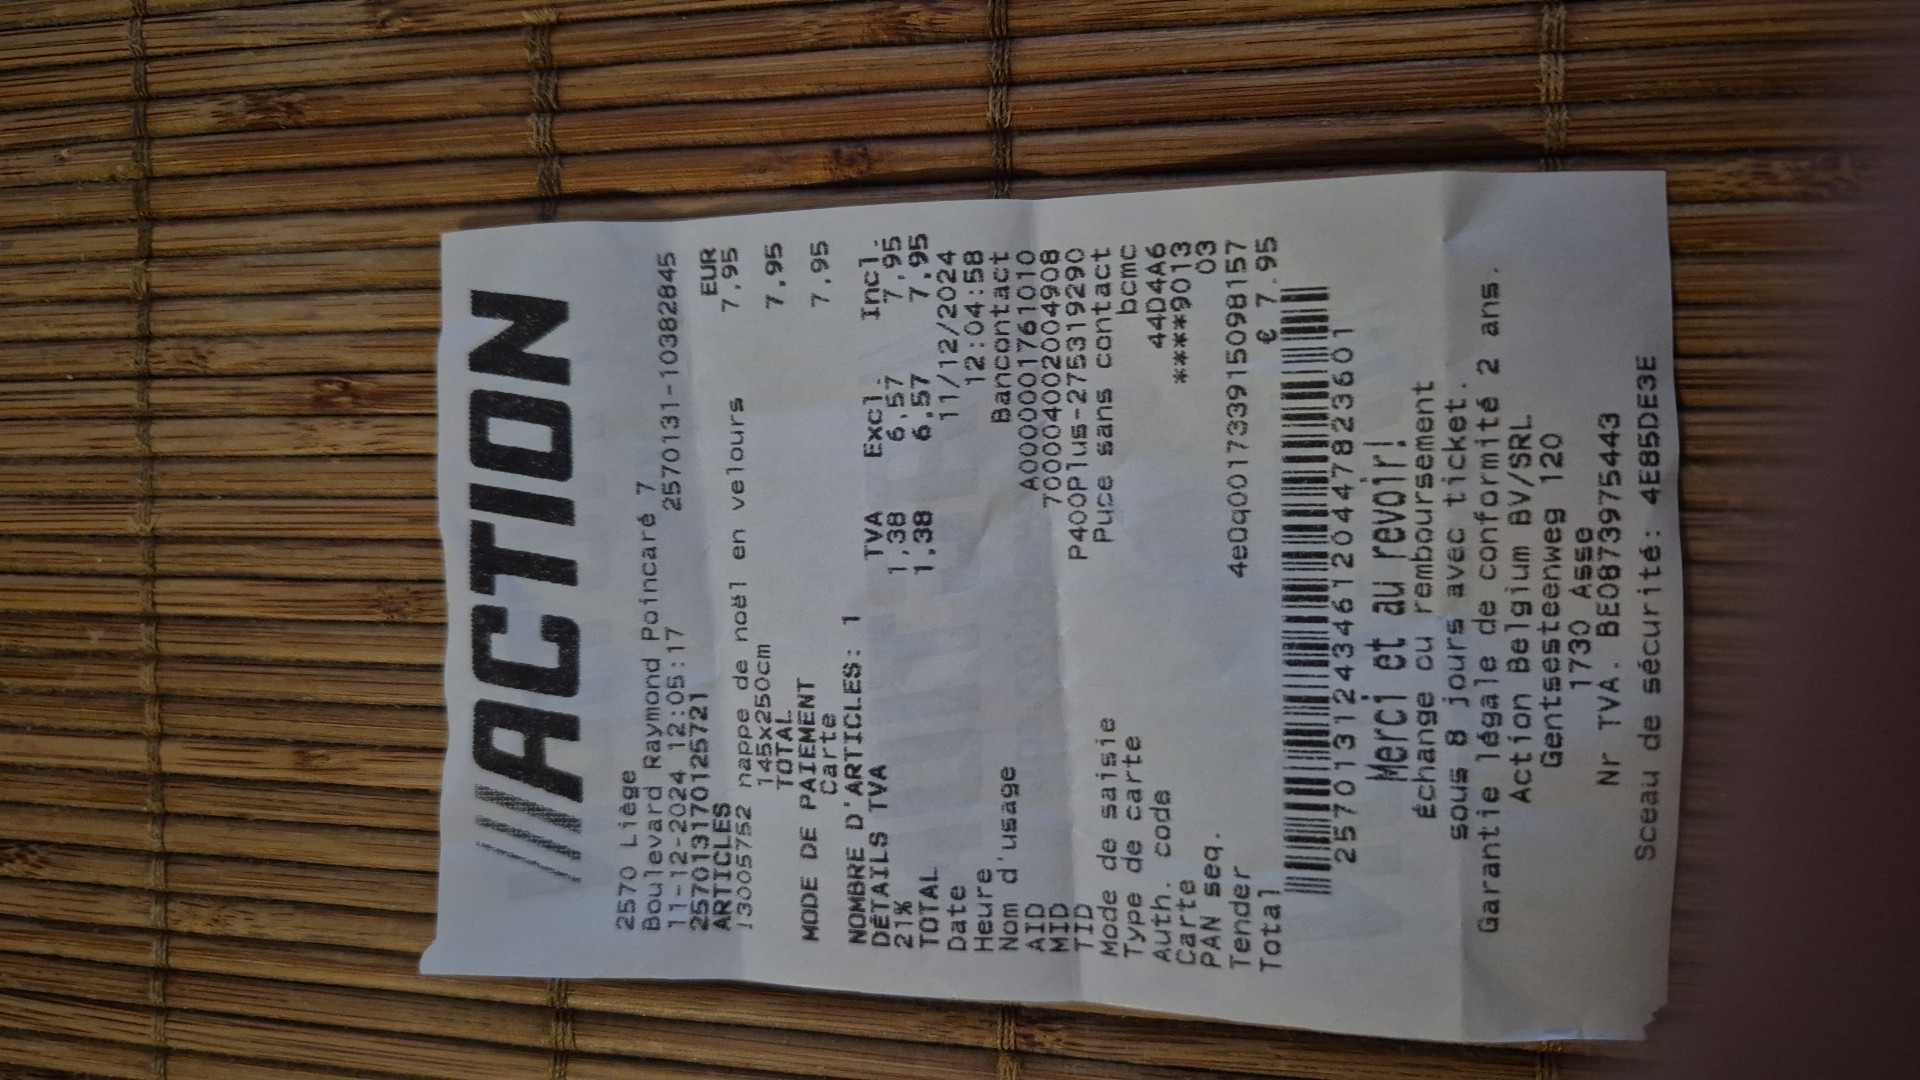 ///ACTION
2570 Liège
Boulevard Raymond Poincaré 7
11-12-2024 12:05:17 2570131-10382845
257013170125721
ARTICLES EUR
!3005752 nappe de noël en velours 7,95
145x250cm
TOTAL 7,95
MODE DE PAIEMENT
Carte 7,95
NOMBRE D'ARTICLES: 1
DÉTAILS TVA TVA Excl. Incl.
21% 1,38 6,57 7,95
TOTAL 1,38 6,57 7,95
Date 11/12/2024
Heure 12:04:58
Nom d'usage Bancontact
AID A0000001761010
MID 700004002004908
TID P400Plus-275319290
Mode de saisie Puce sans contact
Type de carte bcmc
Auth. code 44D4A6
Carte ****9013
PAN seq. 03
Tender 4eQq001733915098157
Total € 7.95
257013124346120447823601
Merci et au revoir!
Échange ou remboursement
sous 8 jours avec ticket.
Garantie légale de conformité 2 ans.
Action Belgium BV/SRL
Gentsesteenweg 120
1730 Asse
Nr TVA. BE0873975443
Sceau de sécurité: 4E85DE3E